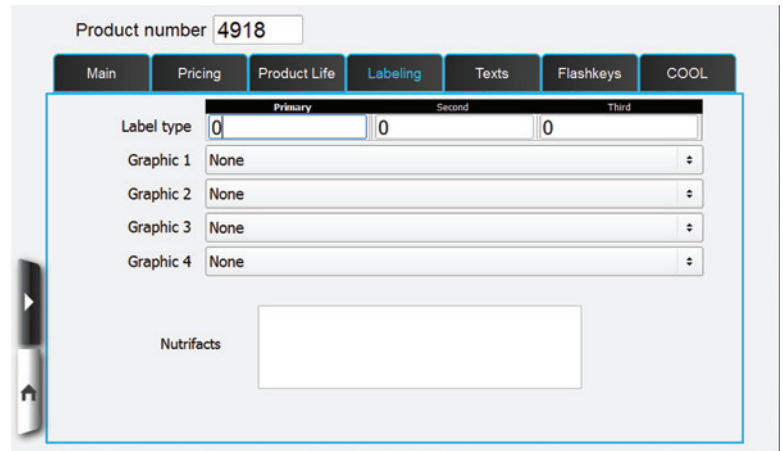 Product number 4918
Main Pricing Product Life Labeling Texts Flashkeys COOL
Primary Second Third
Label type 0 0 0
Graphic 1 None
Graphic 2 None
Graphic 3 None
Graphic 4 None
Nutrifacts